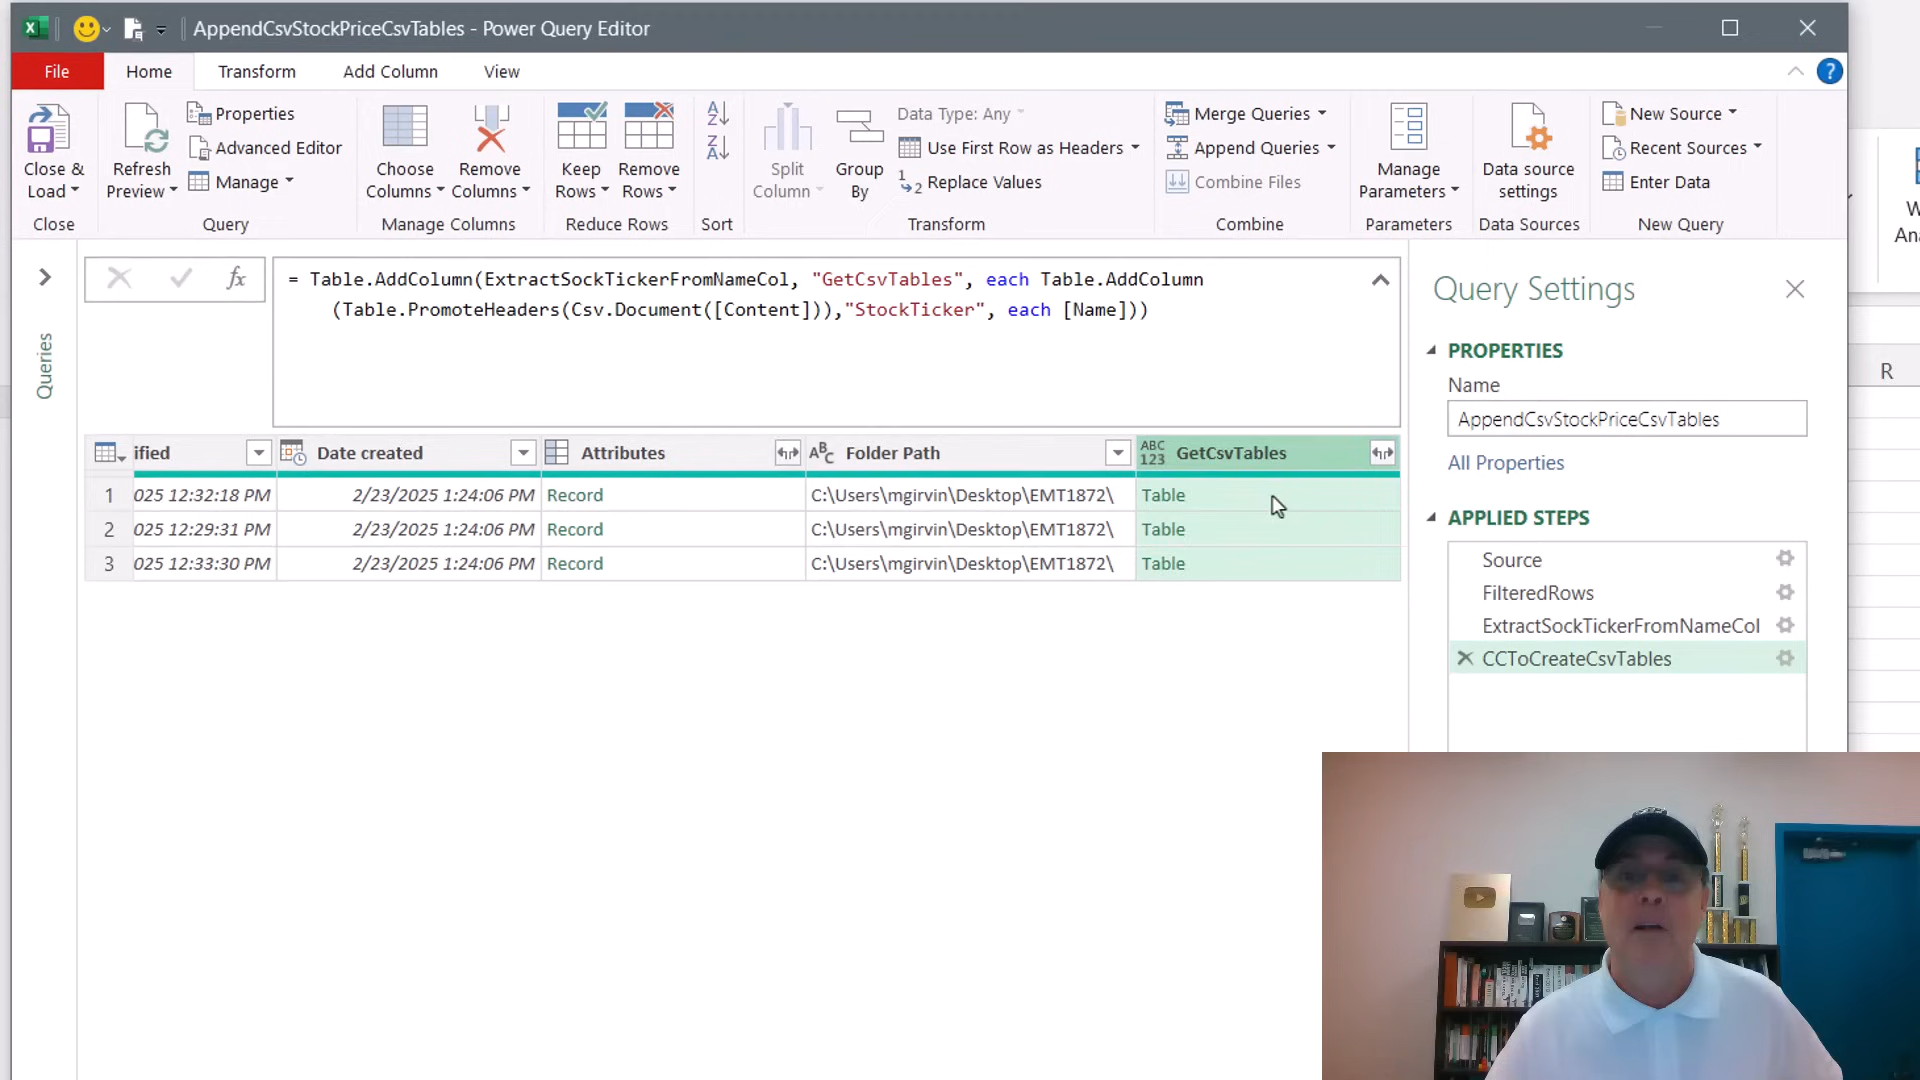 AppendCsvStockPriceCsvTables - Power Query Editor
File Home Transform Add Column View
Close & Load
Close
Refresh Preview
Properties
Advanced Editor
Manage
Query
Choose Columns
Remove Columns
Manage Columns
Keep Rows
Remove Rows
Reduce Rows
Sort
Split Column
Group By
Data Type: Any
Use First Row as Headers
Replace Values
Transform
Merge Queries
Append Queries
Combine Files
Combine
Manage Parameters
Parameters
Data source settings
Data Sources
New Source
Recent Sources
Enter Data
New Query
Queries
= Table.AddColumn(ExtractSockTickerFromNameCol, "GetCsvTables", each Table.AddColumn
(Table.PromoteHeaders(Csv.Document([Content])),"StockTicker", each [Name]))
ified Date created Attributes Folder Path GetCsvTables
1 025 12:32:18 PM 2/23/2025 1:24:06 PM Record C:\Users\mgirvin\Desktop\EMT1872\ Table
2 025 12:29:31 PM 2/23/2025 1:24:06 PM Record C:\Users\mgirvin\Desktop\EMT1872\ Table
3 025 12:33:30 PM 2/23/2025 1:24:06 PM Record C:\Users\mgirvin\Desktop\EMT1872\ Table
Query Settings
PROPERTIES
Name
AppendCsvStockPriceCsvTables
All Properties
APPLIED STEPS
Source
FilteredRows
ExtractSockTickerFromNameCol
CCToCreateCsvTables
W
Ana
R